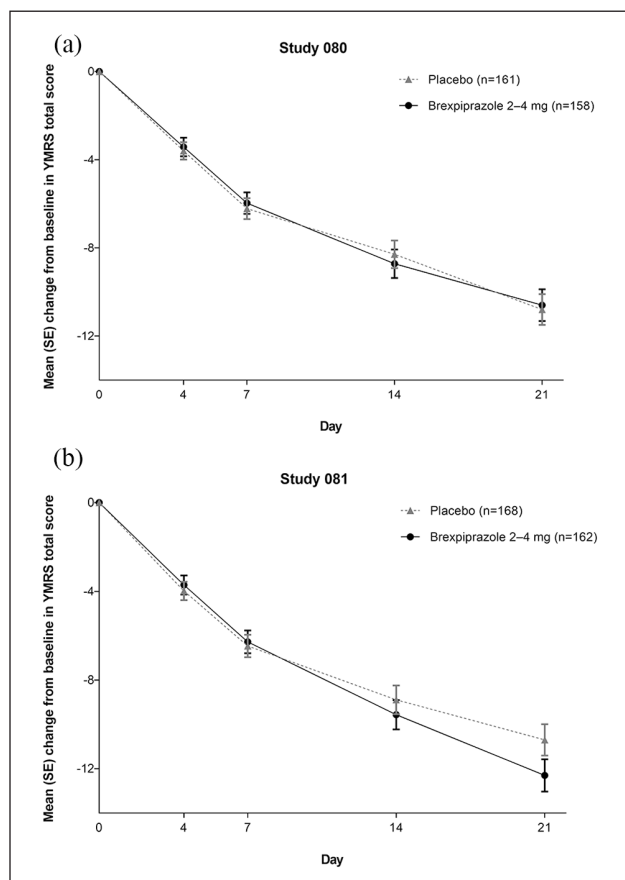 (a)
Study 080
Placebo (n=161)
Brexpiprazole 2–4 mg (n=158)
Mean (SE) change from baseline in YMRS total score
0
-4
-8
-12
0 4 7 14 21
Day
(b)
Study 081
Placebo (n=168)
Brexpiprazole 2–4 mg (n=162)
Mean (SE) change from baseline in YMRS total score
0
-4
-8
-12
0 4 7 14 21
Day